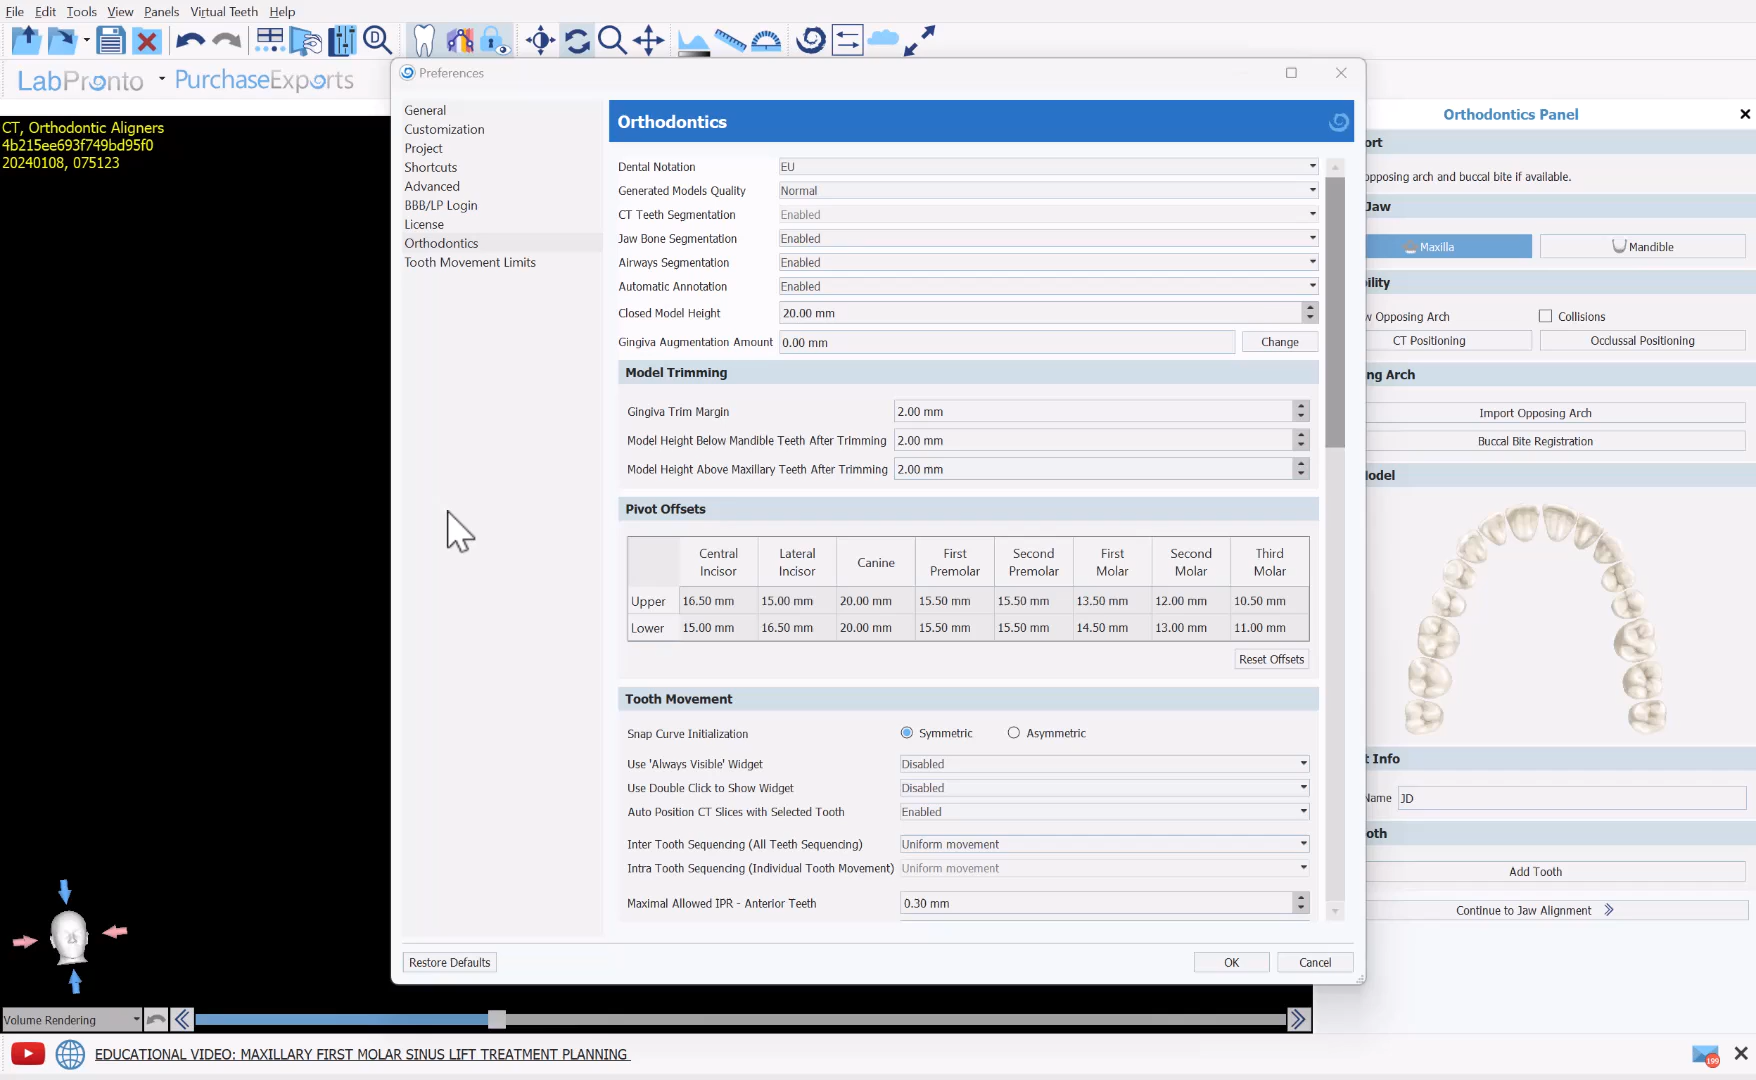 File Edit Tools View Panels Virtual Teeth Help
LabPronto PurchaseExports
CT, Orthodontic Aligners
4b215ee693f749bd95f0
20240108, 075123
Preferences
General
Customization
Project
Shortcuts
Advanced
BBB/LP Login
License
Orthodontics
Tooth Movement Limits
Orthodontics
Dental Notation EU
Generated Models Quality Normal
CT Teeth Segmentation Enabled
Jaw Bone Segmentation Enabled
Airways Segmentation Enabled
Automatic Annotation Enabled
Closed Model Height 20.00 mm
Gingiva Augmentation Amount 0.00 mm Change
Model Trimming
Gingiva Trim Margin 2.00 mm
Model Height Below Mandible Teeth After Trimming 2.00 mm
Model Height Above Maxillary Teeth After Trimming 2.00 mm
Pivot Offsets
Central Incisor Lateral Incisor Canine First Premolar Second Premolar First Molar Second Molar Third Molar
Upper 16.50 mm 15.00 mm 20.00 mm 15.50 mm 15.50 mm 13.50 mm 12.00 mm 10.50 mm
Lower 15.00 mm 16.50 mm 20.00 mm 15.50 mm 15.50 mm 14.50 mm 13.00 mm 11.00 mm
Reset Offsets
Tooth Movement
Snap Curve Initialization Symmetric Asymmetric
Use 'Always Visible' Widget Disabled
Use Double Click to Show Widget Disabled
Auto Position CT Slices with Selected Tooth Enabled
Inter Tooth Sequencing (All Teeth Sequencing) Uniform movement
Intra Tooth Sequencing (Individual Tooth Movement) Uniform movement
Maximal Allowed IPR - Anterior Teeth 0.30 mm
Restore Defaults OK Cancel
Orthodontics Panel
ort
opposing arch and buccal bite if available.
Jaw
Maxilla Mandible
ility
w Opposing Arch Collisions
CT Positioning Occlussal Positioning
ng Arch
Import Opposing Arch
Buccal Bite Registration
lodel
t Info
Name JD
oth
Add Tooth
Continue to Jaw Alignment
Volume Rendering
EDUCATIONAL VIDEO: MAXILLARY FIRST MOLAR SINUS LIFT TREATMENT PLANNING
199